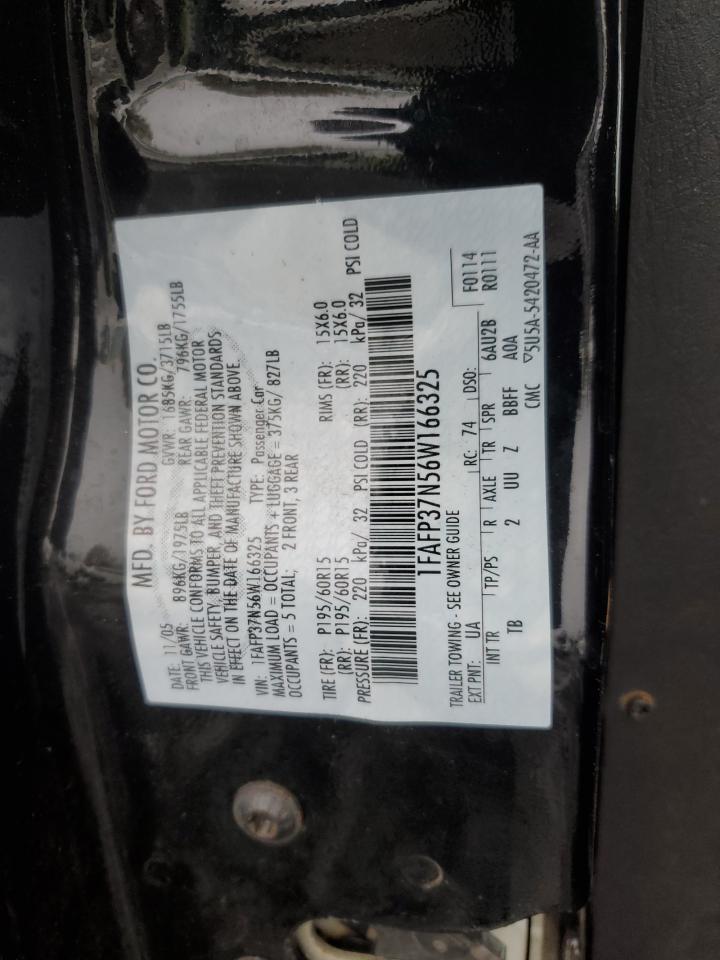 MFD. BY FORD MOTOR CO.
DATE: 11/05 GVWR: 1685KG/3715LB
FRONT GAWR: 896KG/1975LB REAR GAWR: 796KG/1755LB
THIS VEHICLE CONFORMS TO ALL APPLICABLE FEDERAL MOTOR
VEHICLE SAFETY, BUMPER, AND THEFT PREVENTION STANDARDS
IN EFFECT ON THE DATE OF MANUFACTURE SHOWN ABOVE.
VIN: 1FAFP37N56W166325 TYPE: Passenger Car
MAXIMUM LOAD = OCCUPANTS + LUGGAGE = 375KG/ 827LB
OCCUPANTS = 5 TOTAL; 2 FRONT, 3 REAR
TIRE (FR): P195/60R15 RIMS (FR): 15X6.0
(RR): P195/60R15 (RR): 15X6.0
PRESSURE (FR): 220 kPa/ 32 PSI COLD (RR): 220 kPa/ 32 PSI COLD
1FAFP37N56W166325
TRAILER TOWING - SEE OWNER GUIDE
EXT PNT: UA RC: 74 DSO: F0114
INT TR TP/PS R AXLE TR SPR 6AU2B R0111
TB 2 UU Z BBFF A0A
CMC ▽5U5A-5420472-AA